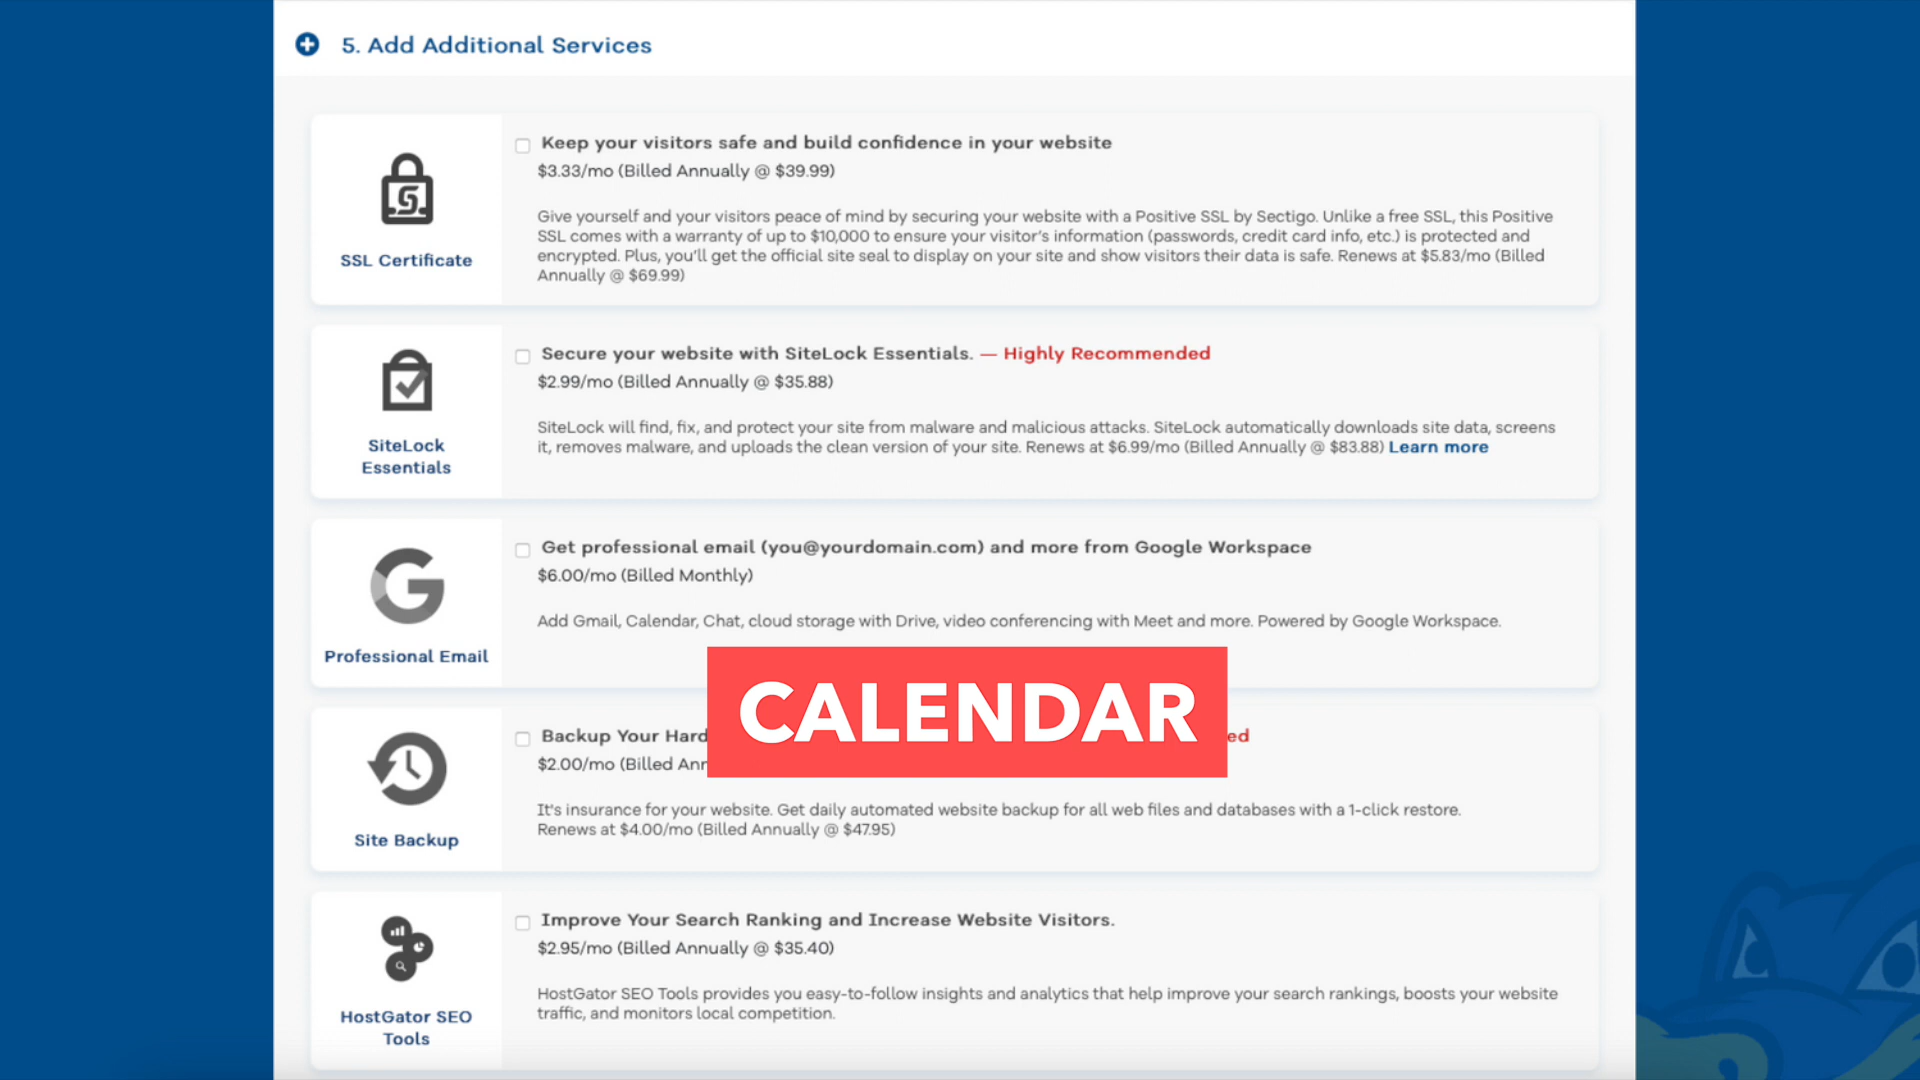 5. Add Additional Services
Keep your visitors safe and build confidence in your website
$3.33/mo (Billed Annually @ $39.99)
Give yourself and your visitors peace of mind by securing your website with a Positive SSL by Sectigo. Unlike a free SSL, this Positive
SSL comes with a warranty of up to $10,000 to ensure your visitor's information (passwords, credit card info, etc.) is protected and
encrypted. Plus, you'll get the official site seal to display on your site and show visitors their data is safe. Renews at $5.83/mo (Billed
Annually @ $69.99)
SSL Certificate
Secure your website with SiteLock Essentials. — Highly Recommended
$2.99/mo (Billed Annually @ $35.88)
SiteLock will find, fix, and protect your site from malware and malicious attacks. SiteLock automatically downloads site data, screens
it, removes malware, and uploads the clean version of your site. Renews at $6.99/mo (Billed Annually @ $83.88) Learn more
SiteLock
Essentials
Get professional email (you@yourdomain.com) and more from Google Workspace
$6.00/mo (Billed Monthly)
Add Gmail, Calendar, Chat, cloud storage with Drive, video conferencing with Meet and more. Powered by Google Workspace.
Professional Email
CALENDAR
Backup Your Hard
$2.00/mo (Billed
It's insurance for your website. Get daily automated website backup for all web files and databases with a 1-click restore.
Renews at $4.00/mo (Billed Annually @ $47.95)
Site Backup
Improve Your Search Ranking and Increase Website Visitors.
$2.95/mo (Billed Annually @ $35.40)
HostGator SEO Tools provides you easy-to-follow insights and analytics that help improve your search rankings, boosts your website
traffic, and monitors local competition.
HostGator SEO
Tools